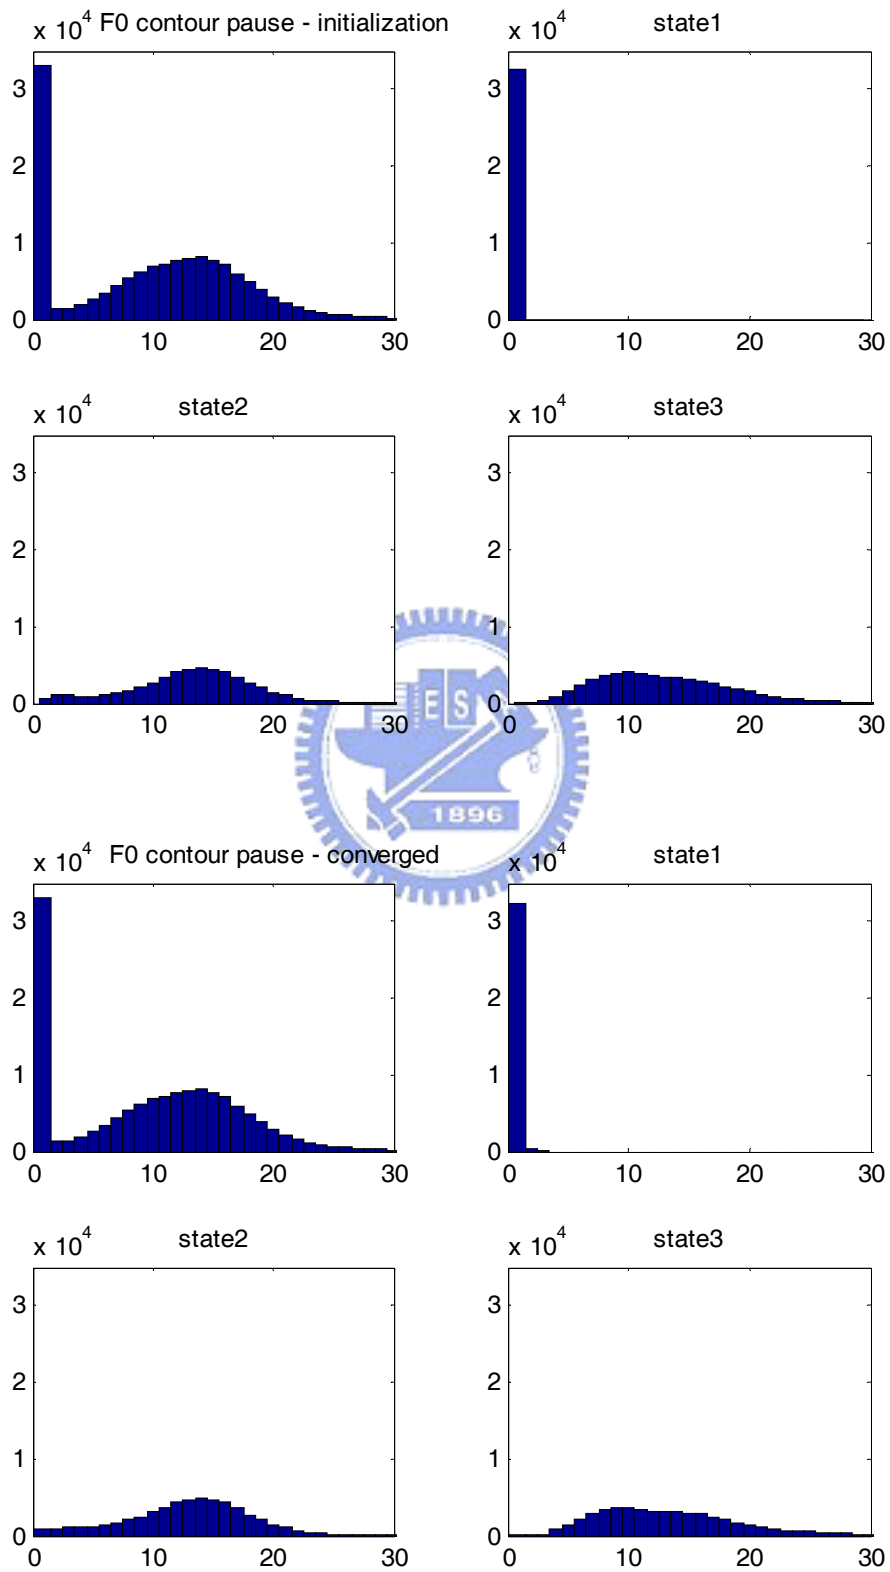 x 10^4 F0 contour pause - initialization
3
2
1
0
0 10 20 30
x 10^4 state1
3
2
1
0
0 10 20 30
x 10^4 state2
3
2
1
0
0 10 20 30
x 10^4 state3
3
2
1
0
0 10 20 30
E S
1896
x 10^4 F0 contour pause - converged
3
2
1
0
0 10 20 30
x 10^4 state1
3
2
1
0
0 10 20 30
x 10^4 state2
3
2
1
0
0 10 20 30
x 10^4 state3
3
2
1
0
0 10 20 30